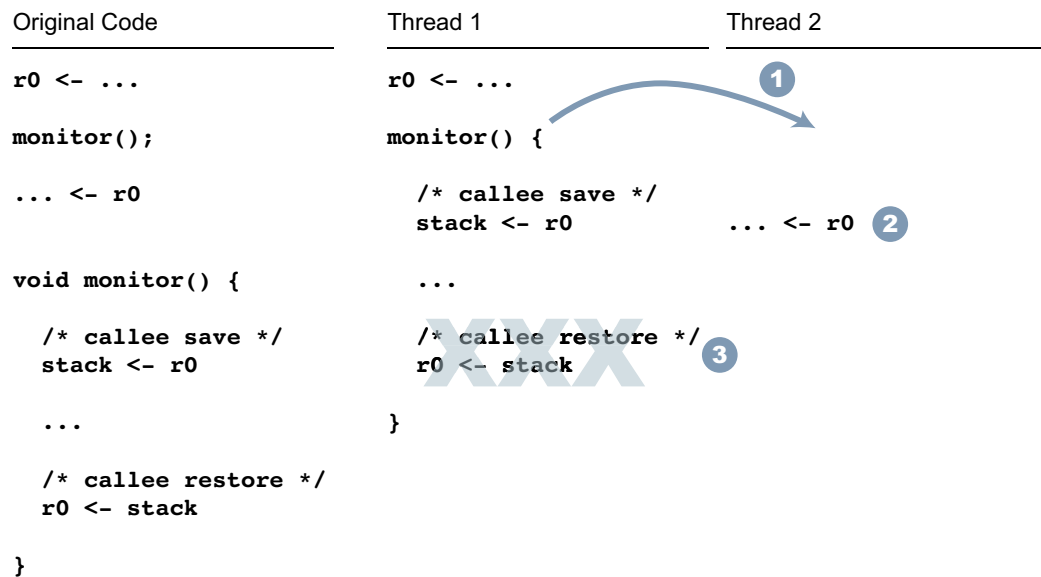 Original Code
r0 <- ...
monitor();
... <- r0
void monitor() {
/* callee save */
stack <- r0
...
/* callee restore */
r0 <- stack
}
Thread 1
r0 <- ...
monitor() {
/* callee save */
stack <- r0
...
/* callee restore */
r0 <- stack
xxx
3
}
Thread 2
1
... <- r0 2